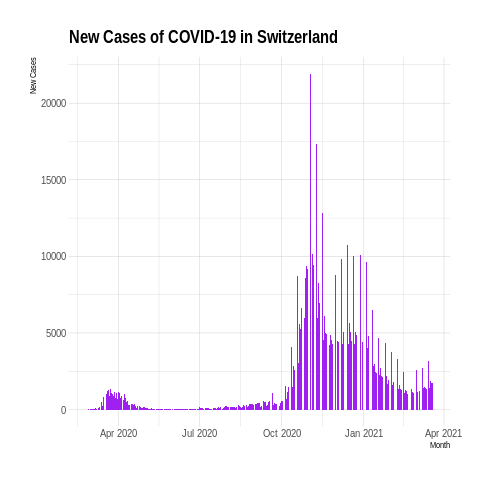 New Cases of COVID-19 in Switzerland
New Cases
20000
15000
10000
5000
0
Apr 2020 Jul 2020 Oct 2020 Jan 2021 Apr 2021
Month